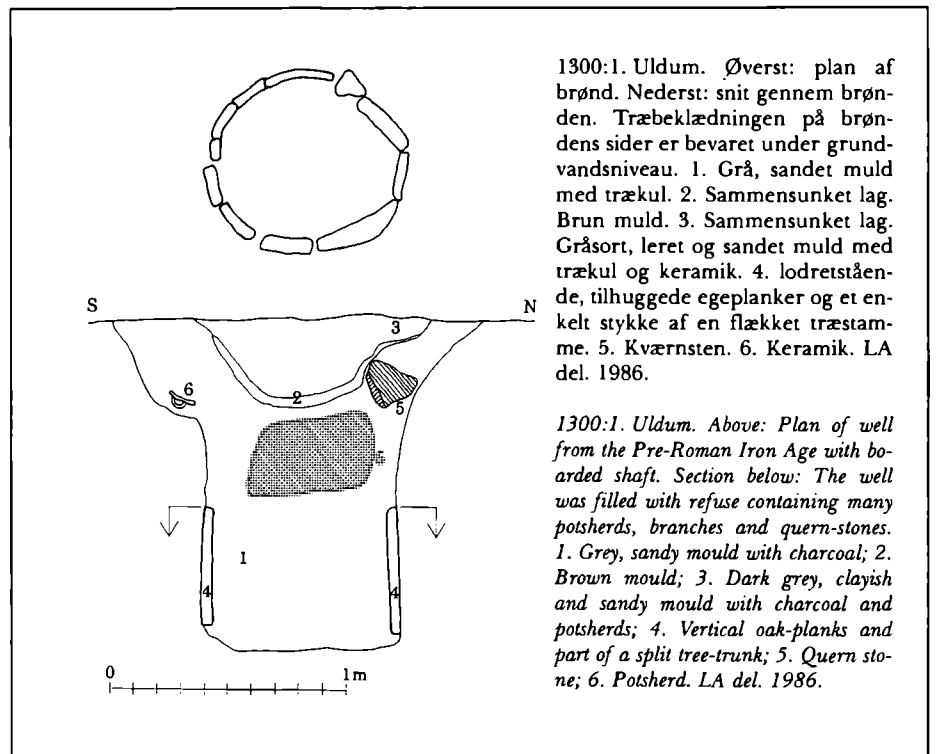 1300:1. Uldum. Øverst: plan af
brønd. Nederst: snit gennem brøn-
den. Træbeklædningen på brøn-
dens sider er bevaret under grund-
vandsniveau. 1. Grå, sandet muld
med trækul. 2. Sammensunket lag.
Brun muld. 3. Sammensunket lag.
Gråsort, leret og sandet muld med
trækul og keramik. 4. lodretståen-
de, tilhuggede egeplanker og et en-
kelt stykke af en flækket træstam-
me. 5. Kværnsten. 6. Keramik. LA
del. 1986.
1300:1. Uldum. Above: Plan of well
from the Pre-Roman Iron Age with bo-
arded shaft. Section below: The well
was filled with refuse containing many
potsherds, branches and quern-stones.
1. Grey, sandy mould with charcoal; 2.
Brown mould; 3. Dark grey, clayish
and sandy mould with charcoal and
potsherds; 4. Vertical oak-planks and
part of a split tree-trunk; 5. Quern sto-
ne; 6. Potsherd. LA del. 1986.
S
N
3
6
2
5
5
1
4
4
0
1m